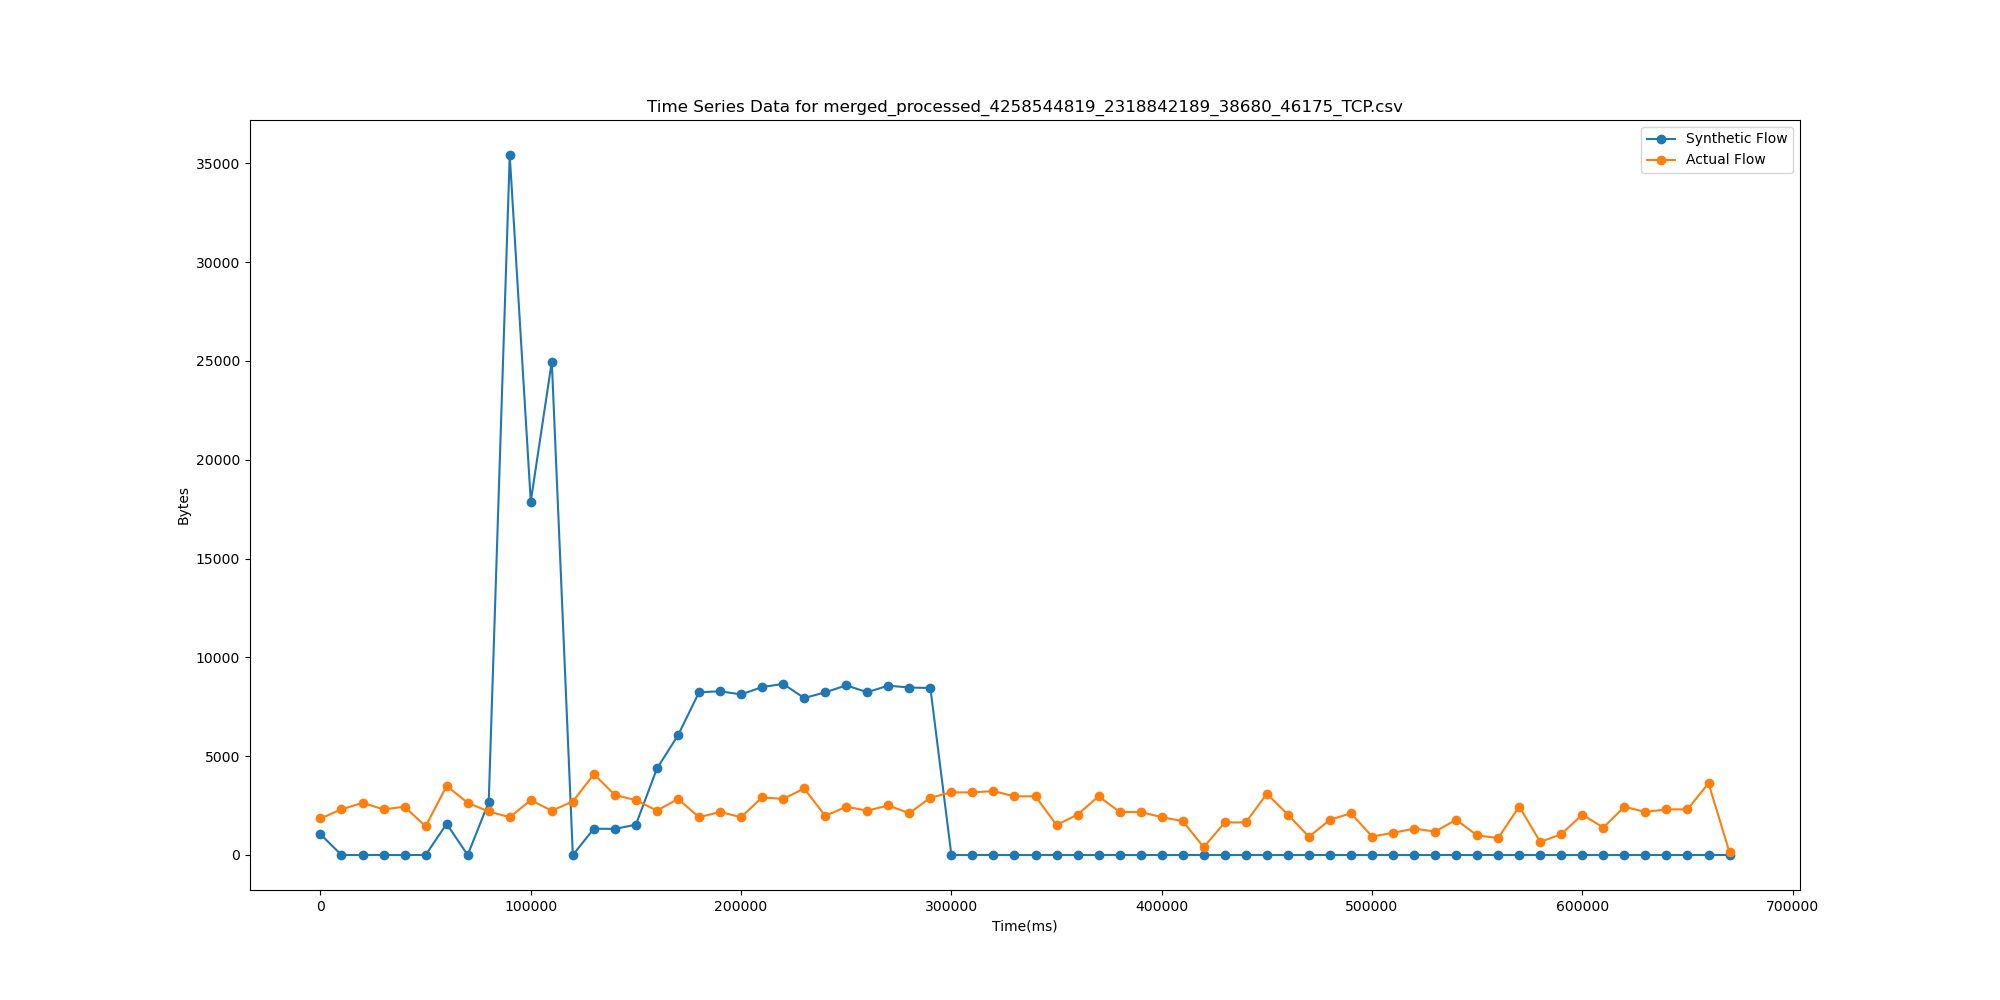 Time Series Data for merged_processed_4258544819_2318842189_38680_46175_TCP.csv
Synthetic Flow
Actual Flow
35000
30000
25000
20000
15000
10000
5000
0
Bytes
0 100000 200000 300000 400000 500000 600000 700000
Time(ms)